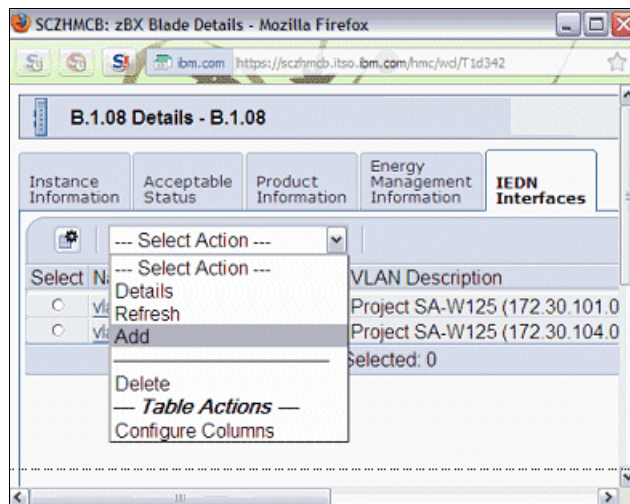 SCZHMCB: zBX Blade Details - Mozilla Firefox
ibm.com https://sczhmcb.itso.ibm.com/hmc/wcl/T1d342
B.1.08 Details - B.1.08
Instance Information
Acceptable Status
Product Information
Energy Management Information
IEDN Interfaces
--- Select Action ---
Select
--- Select Action ---
VLAN Description
Details
Project SA-W125 (172.30.101.0
Refresh
Project SA-W125 (172.30.104.0
Add
Selected: 0
Delete
--- Table Actions ---
Configure Columns